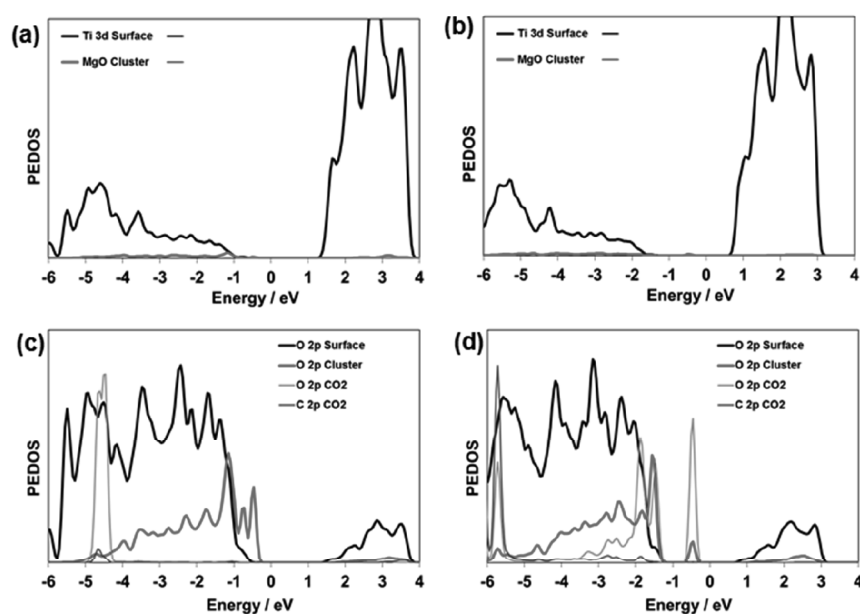 (a)
Ti 3d Surface
MgO Cluster
PEDOS
-6 -5 -4 -3 -2 -1 0 1 2 3 4
Energy / eV
(b)
Ti 3d Surface
MgO Cluster
PEDOS
-6 -5 -4 -3 -2 -1 0 1 2 3 4
Energy / eV
(c)
O 2p Surface
O 2p Cluster
O 2p CO2
C 2p CO2
PEDOS
-6 -5 -4 -3 -2 -1 0 1 2 3 4
Energy / eV
(d)
O 2p Surface
O 2p Cluster
O 2p CO2
C 2p CO2
PEDOS
-6 -5 -4 -3 -2 -1 0 1 2 3 4
Energy / eV